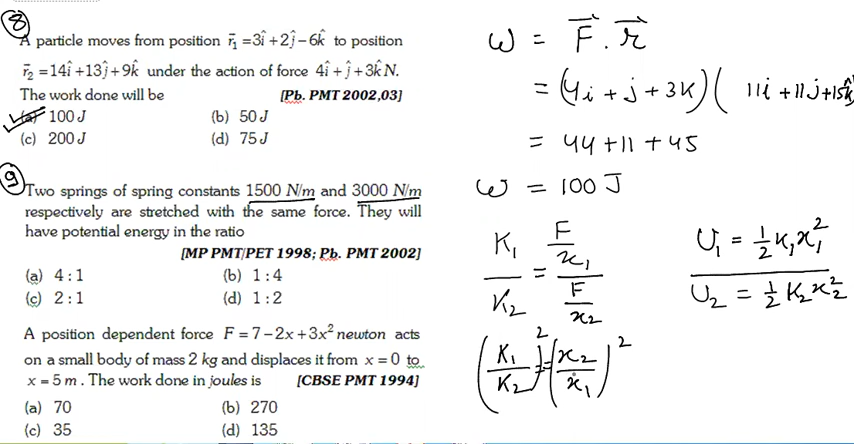 8
A particle moves from position r⃗₁ = 3î + 2ĵ − 6k̂ to position
r⃗₂ = 14î + 13ĵ + 9k̂ under the action of force 4î + ĵ + 3k̂ N.
The work done will be [Pb. PMT 2002,03]
(a) 100 J (b) 50 J
(c) 200 J (d) 75 J
9
Two springs of spring constants 1500 N/m and 3000 N/m
respectively are stretched with the same force. They will
have potential energy in the ratio
[MP PMT/PET 1998; Pb. PMT 2002]
(a) 4 : 1 (b) 1 : 4
(c) 2 : 1 (d) 1 : 2
A position dependent force F = 7 − 2x + 3x² newton acts
on a small body of mass 2 kg and displaces it from x = 0 to
x = 5 m . The work done in joules is [CBSE PMT 1994]
(a) 70 (b) 270
(c) 35 (d) 135
ω = F⃗ . r⃗
= (4i + j + 3k) ( 11i + 11j + 15k̂
= 44 + 11 + 45
ω = 100 J
K₁ / K₂ = (F / x₁) / (F / x₂)
(K₁ / K₂)² = (x₂ / x₁)²
U₁ = ½ K₁x₁²
U₂ = ½ K₂x₂²